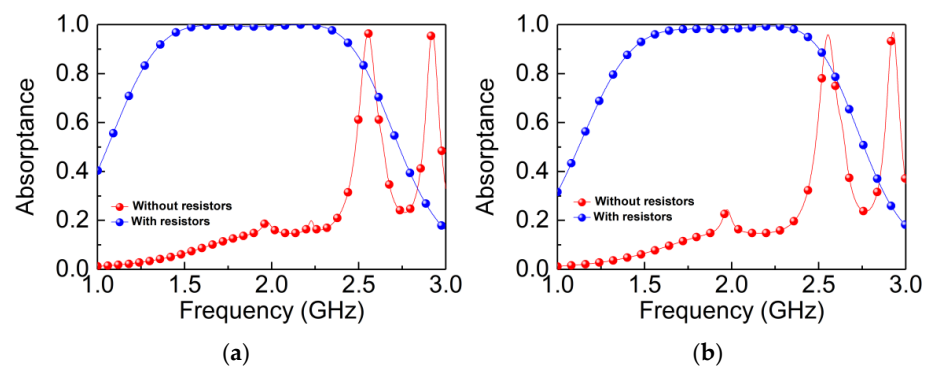 1.0
0.8
0.6
0.4
0.2
0.0
Absorptance
Without resistors
With resistors
1.0 1.5 2.0 2.5 3.0
Frequency (GHz)
(a)
1.0
0.8
0.6
0.4
0.2
0.0
Absorptance
Without resistors
With resistors
1.0 1.5 2.0 2.5 3.0
Frequency (GHz)
(b)